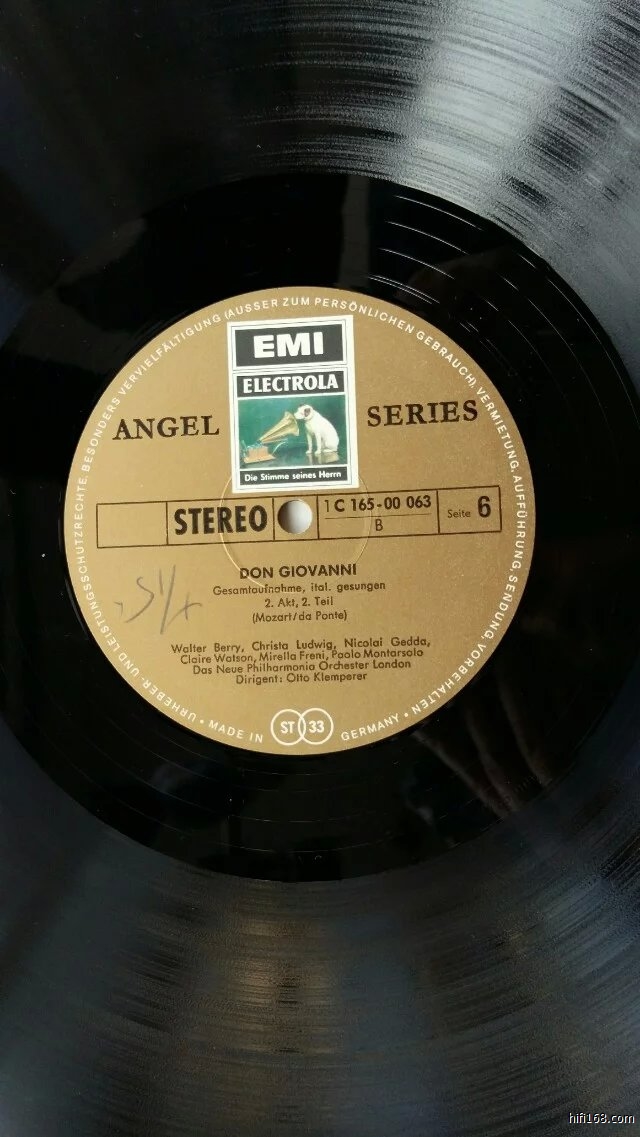 URHEBER- UND LEISTUNGSSCHUTZRECHTE, BESONDERS VERVIELFÄLTIGUNG (AUSSER ZUM PERSÖNLICHEN GEBRAUCH), VERMIETUNG, AUFFÜHRUNG, SENDUNG, VORBEHALTEN
EMI
ELECTROLA
ANGEL SERIES
Die Stimme seines Herrn
STEREO 1 C 165-00 063 Seite 6
B
DON GIOVANNI
Gesamtaufnahme, ital. gesungen
2. Akt, 2. Teil
(Mozart/da Ponte)
Walter Berry, Christa Ludwig, Nicolai Gedda,
Claire Watson, Mirella Freni, Paolo Montarsolo
Das Neue Philharmonia Orchester London
Dirigent: Otto Klemperer
• MADE IN ST 33 GERMANY •
hifi168.com